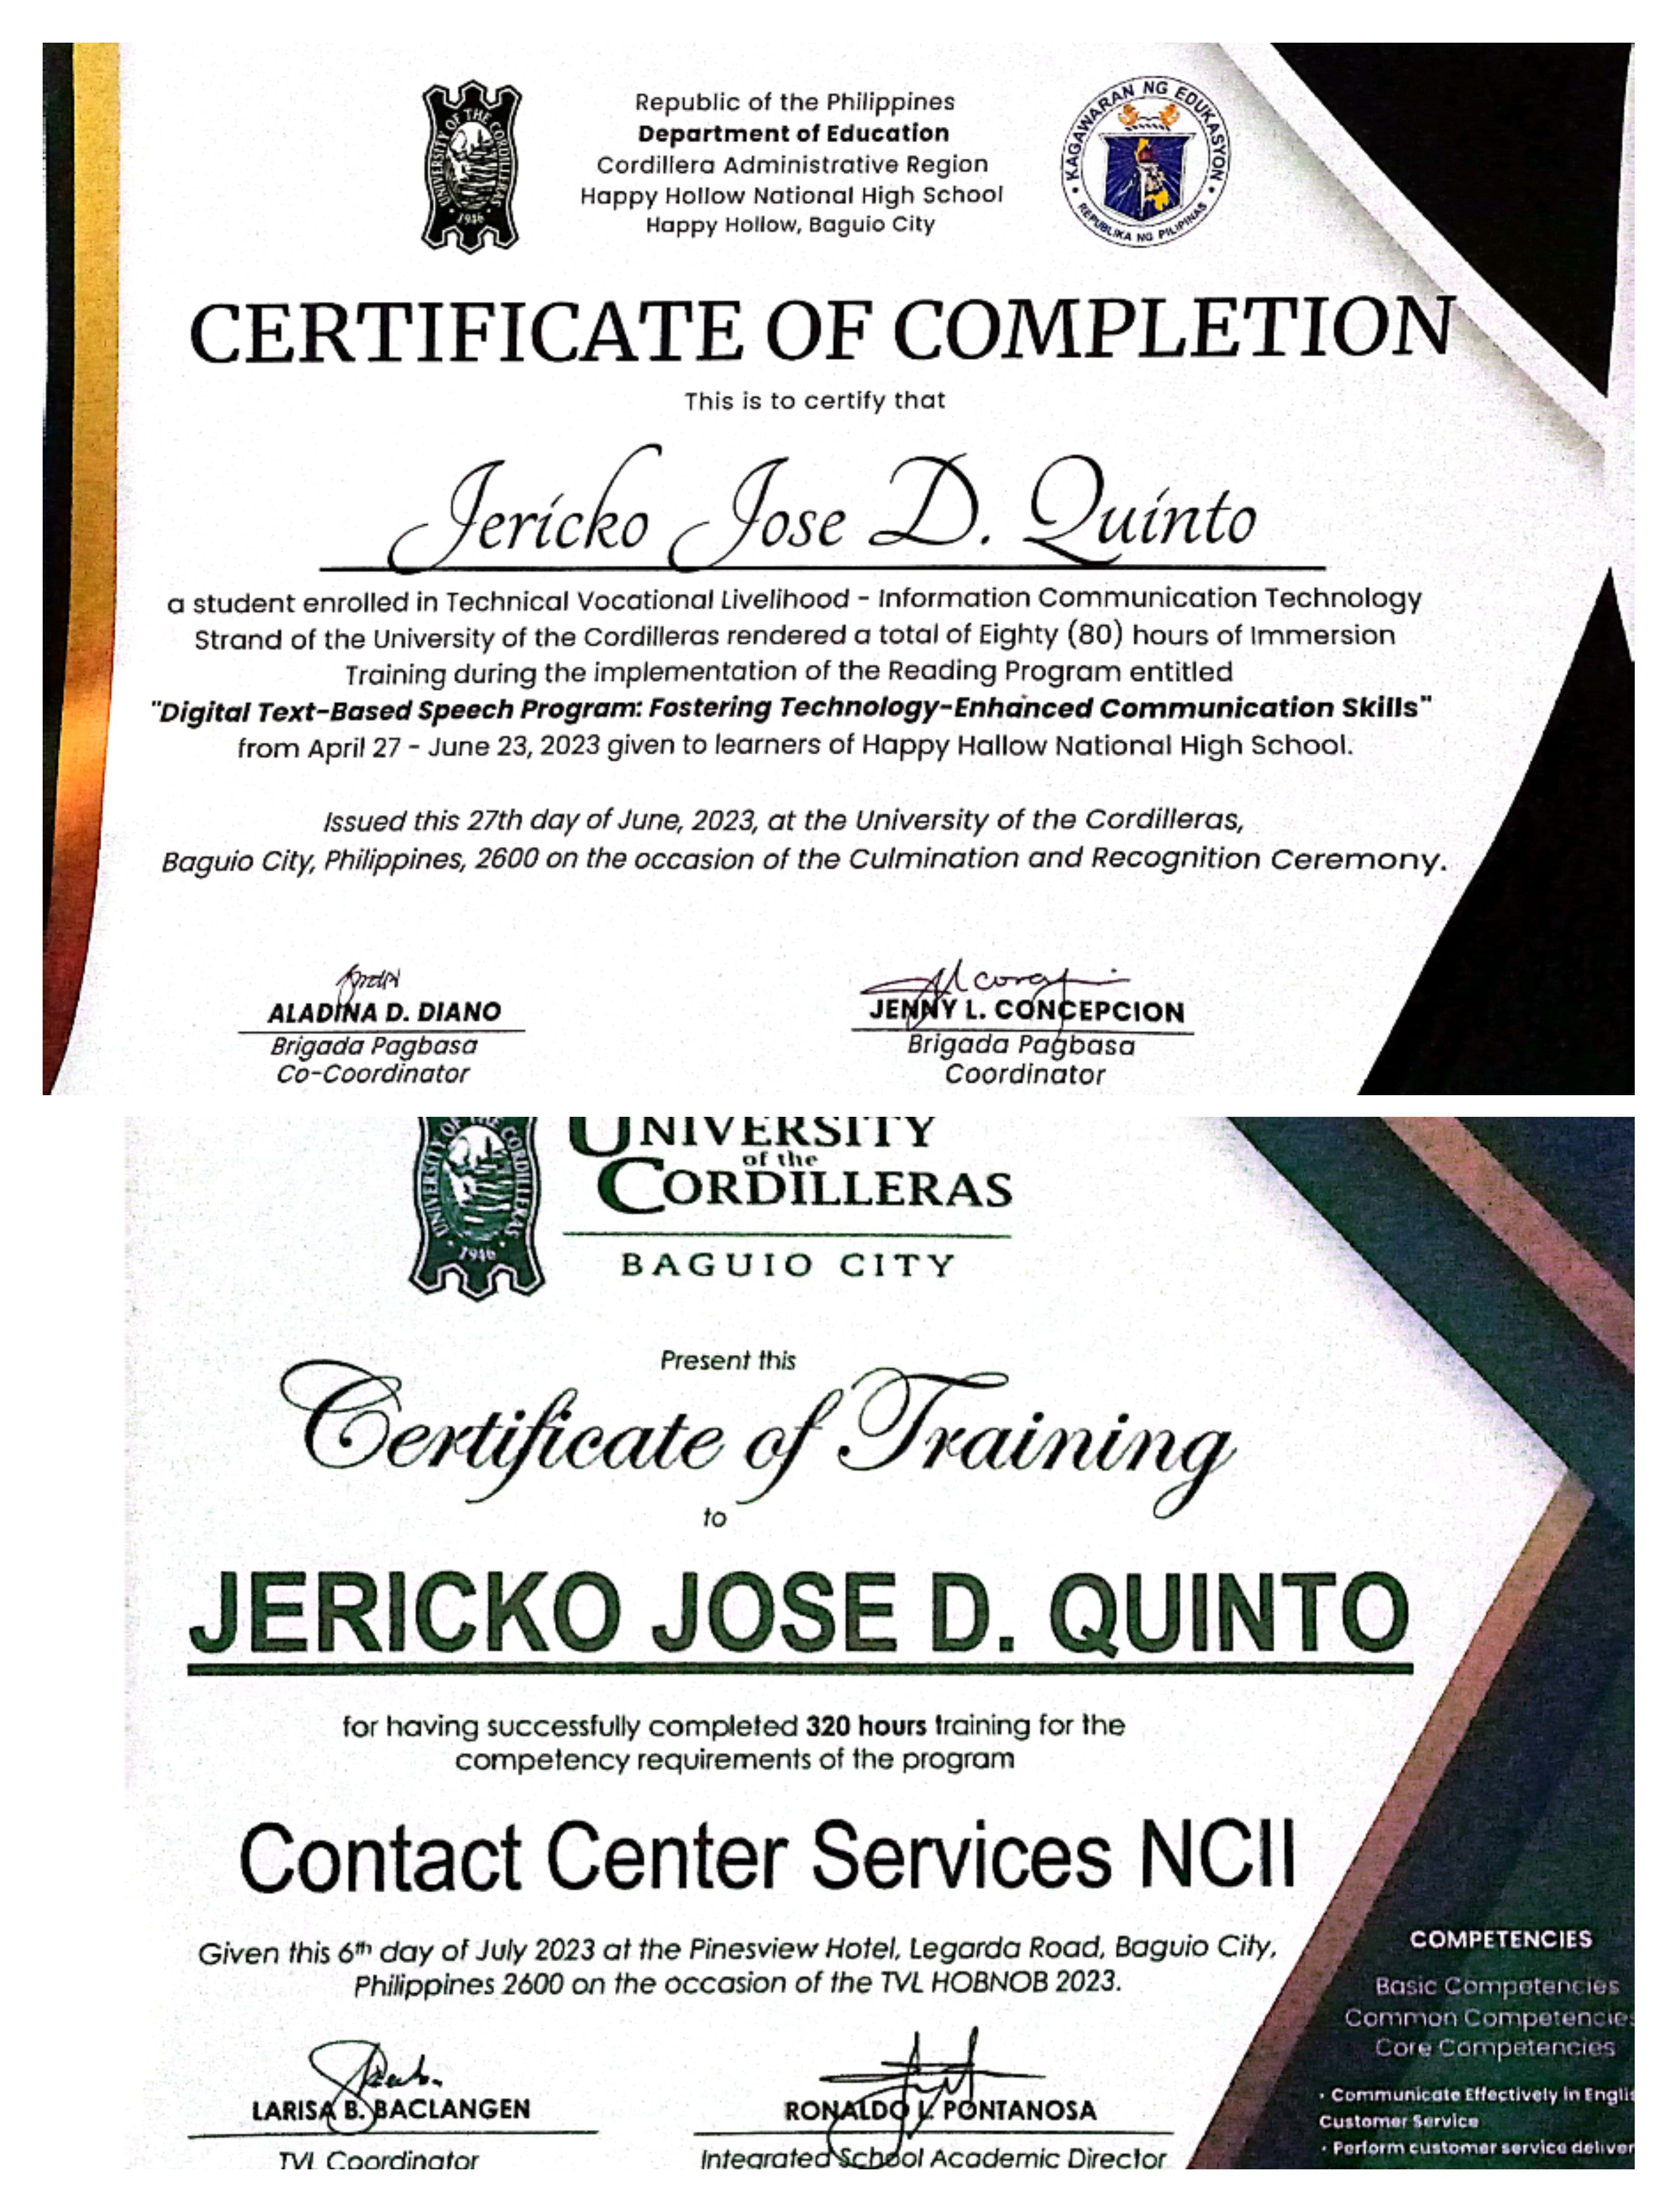 UNIVERSITY OF THE CORDILLERAS
1946
Republic of the Philippines
Department of Education
Cordillera Administrative Region
Happy Hollow National High School
Happy Hollow, Baguio City
KAGAWARAN NG EDUKASYON
REPUBLIKA NG PILIPINAS
CERTIFICATE OF COMPLETION
This is to certify that
Jericko Jose D. Quinto
a student enrolled in Technical Vocational Livelihood - Information Communication Technology
Strand of the University of the Cordilleras rendered a total of Eighty (80) hours of Immersion
Training during the implementation of the Reading Program entitled
"Digital Text-Based Speech Program: Fostering Technology-Enhanced Communication Skills"
from April 27 - June 23, 2023 given to learners of Happy Hallow National High School.
Issued this 27th day of June, 2023, at the University of the Cordilleras,
Baguio City, Philippines, 2600 on the occasion of the Culmination and Recognition Ceremony.
ALADINA D. DIANO
Brigada Pagbasa
Co-Coordinator
JENNY L. CONCEPCION
Brigada Pagbasa
Coordinator
UNIVERSITY OF THE CORDILLERAS
1946
UNIVERSITY
of the
CORDILLERAS
BAGUIO CITY
Present this
Certificate of Training
to
JERICKO JOSE D. QUINTO
for having successfully completed 320 hours training for the
competency requirements of the program
Contact Center Services NCII
Given this 6th day of July 2023 at the Pinesview Hotel, Legarda Road, Baguio City,
Philippines 2600 on the occasion of the TVL HOBNOB 2023.
LARISA B. BACLANGEN
TVL Coordinator
RONALDO L. PONTANOSA
Integrated School Academic Director
COMPETENCIES
Basic Competencies
Common Competencies
Core Competencies
• Communicate Effectively in Englis
Customer Service
• Perform customer service deliver